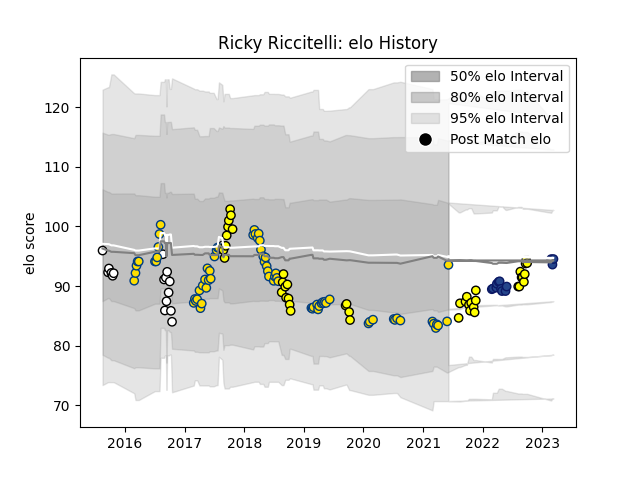 Ricky Riccitelli: elo History
50% elo Interval
80% elo Interval
95% elo Interval
Post Match elo
elo score
120
110
100
90
80
70
2016 2017 2018 2019 2020 2021 2022 2023